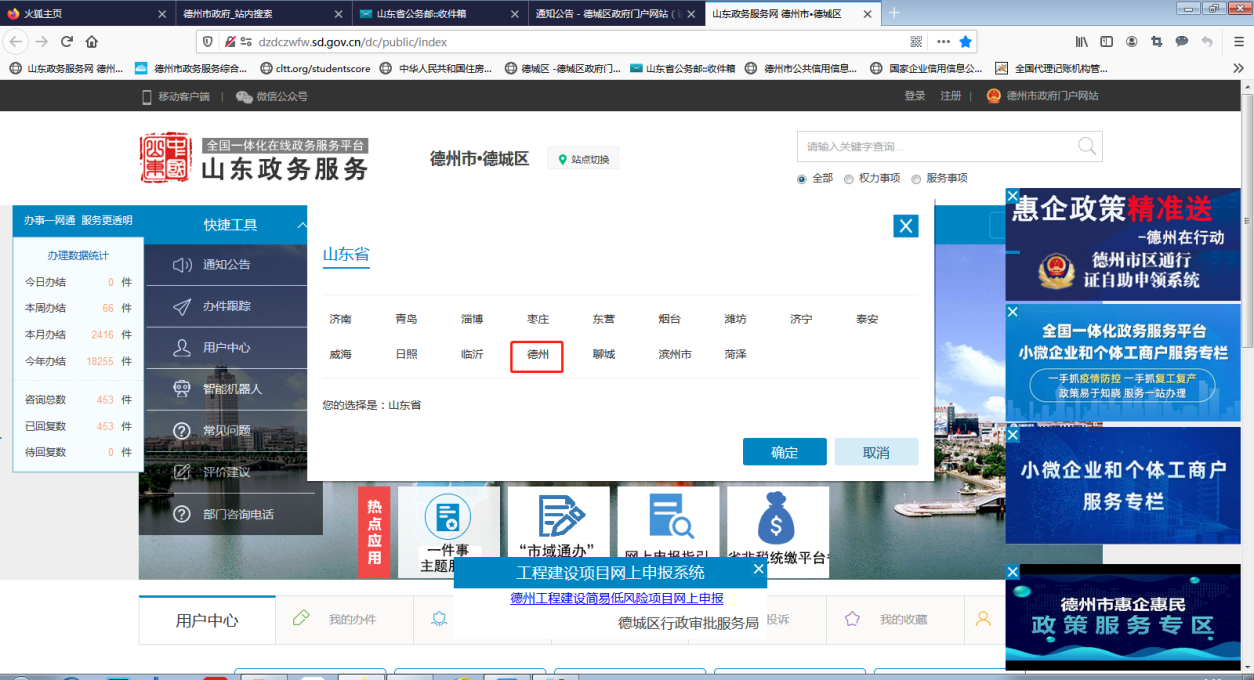 火狐主页
德州市政府_站内搜索
山东省公务邮::收件箱
通知公告 - 德城区政府门户网站
山东政务服务网 德州市•德城区
dzdczwfw.sd.gov.cn/dc/public/index
山东政务服务网 德州...
德州市政务服务综合...
cltt.org/studentscore
中华人民共和国住房...
德城区 -德城区政府门...
山东省公务邮::收件箱
德州市公共信用信息...
国家企业信用信息公...
全国代理记账机构管...
移动客户端 | 微信公众号
登录 注册 | 德州市政府门户网站
全国一体化在线政务服务平台
山东政务服务
德州市•德城区
站点切换
请输入关键字查询...
全部 权力事项 服务事项
办事一网通 服务更透明
办理数据统计
今日办结 0 件
本周办结 66 件
本月办结 2416 件
今年办结 18255 件
咨询总数 453 件
已回复数 453 件
待回复数 0 件
快捷工具
通知公告
办件跟踪
用户中心
智能机器人
常见问题
评价建议
部门咨询电话
山东省
济南 青岛 淄博 枣庄 东营 烟台 潍坊 济宁 泰安
威海 日照 临沂 德州 聊城 滨州市 菏泽
您的选择是：山东省
确定 取消
惠企政策精准送
-德州在行动
德州市区通行
证自助申领系统
全国一体化政务服务平台
小微企业和个体工商户服务专栏
一手抓疫情防控 一手抓复工复产
政策易于知晓 服务一站办理
小微企业和个体工商户
服务专栏
德州市惠企惠民
政策服务专区
热点应用
一件事
主题服
“市域通办”
网上申报指引
省非税统缴平台
工程建设项目网上申报系统
德州工程建设简易低风险项目网上申报
德城区行政审批服务局
用户中心
我的办件
投诉
我的收藏